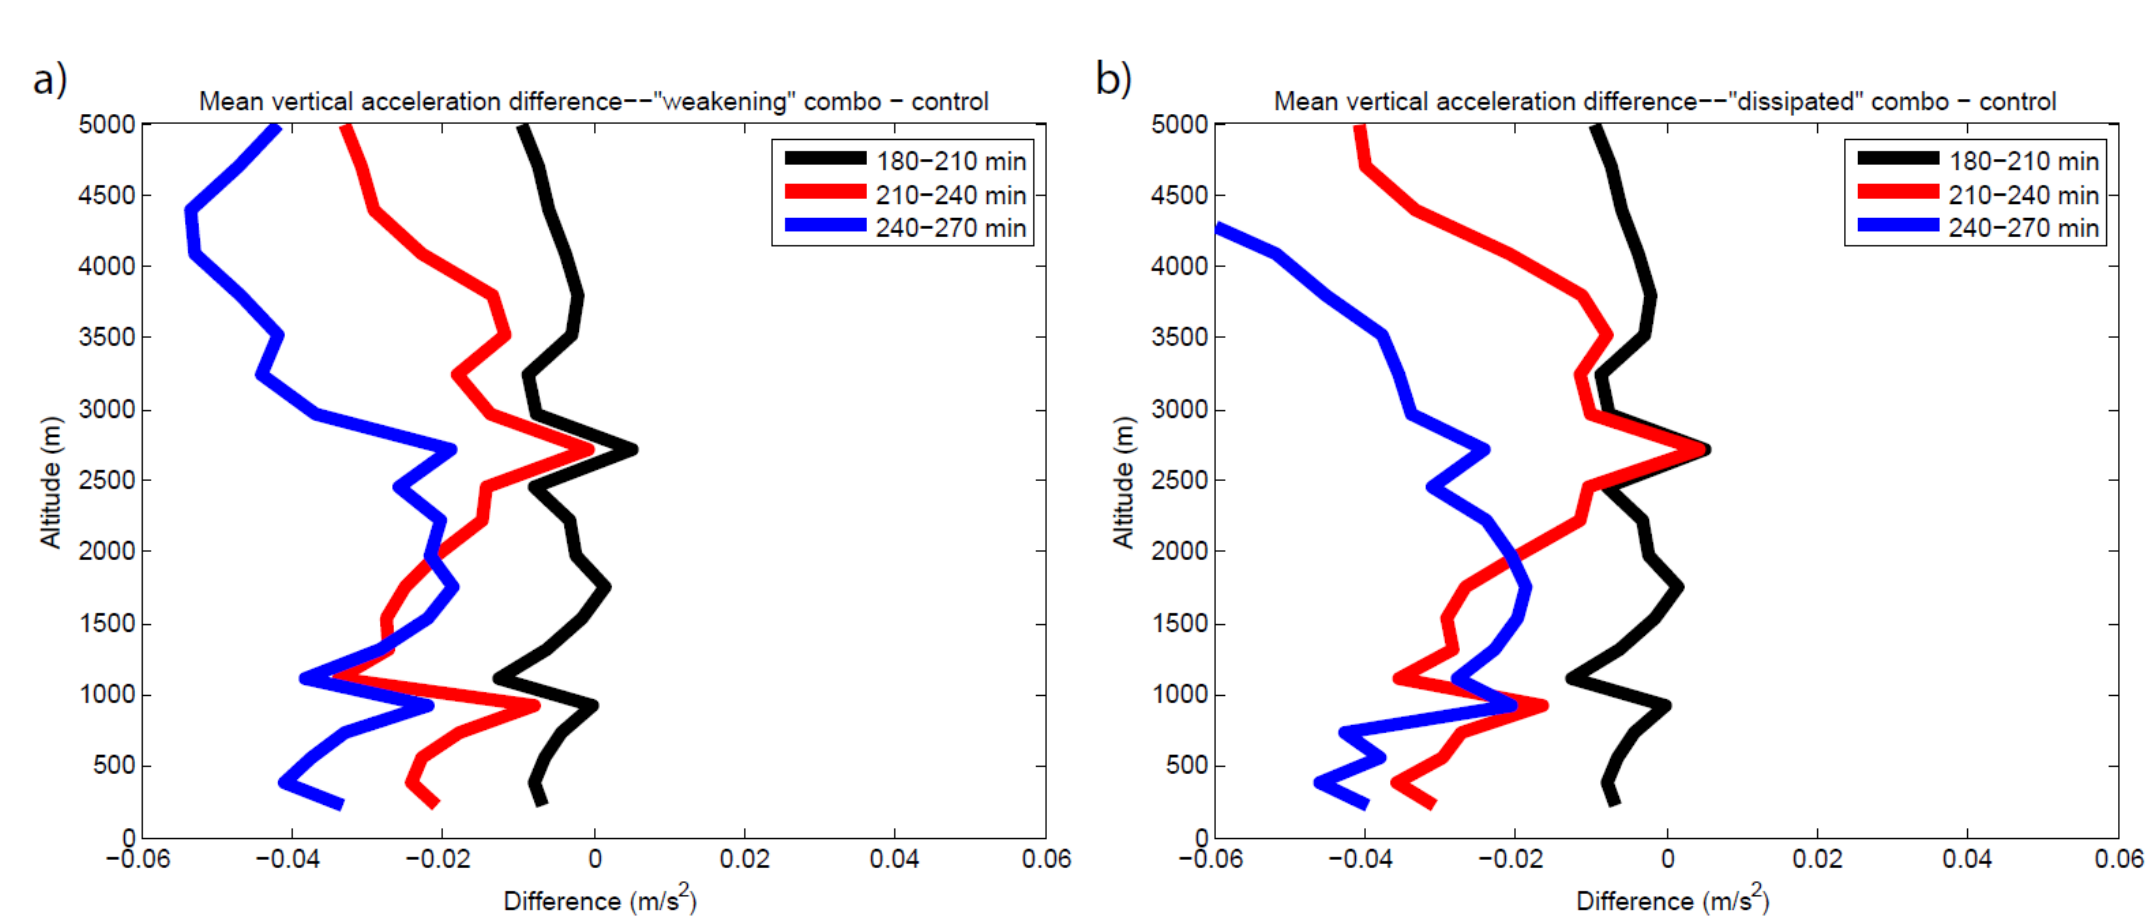 a)
Mean vertical acceleration difference−−"weakening" combo − control
5000
4500
4000
3500
3000
2500
2000
1500
1000
500
0
Altitude (m)
180−210 min
210−240 min
240−270 min
−0.06
−0.04
−0.02
0
0.02
0.04
0.06
Difference (m/s²)
b)
Mean vertical acceleration difference−−"dissipated" combo − control
5000
4500
4000
3500
3000
2500
2000
1500
1000
500
0
Altitude (m)
180−210 min
210−240 min
240−270 min
−0.06
−0.04
−0.02
0
0.02
0.04
0.06
Difference (m/s²)